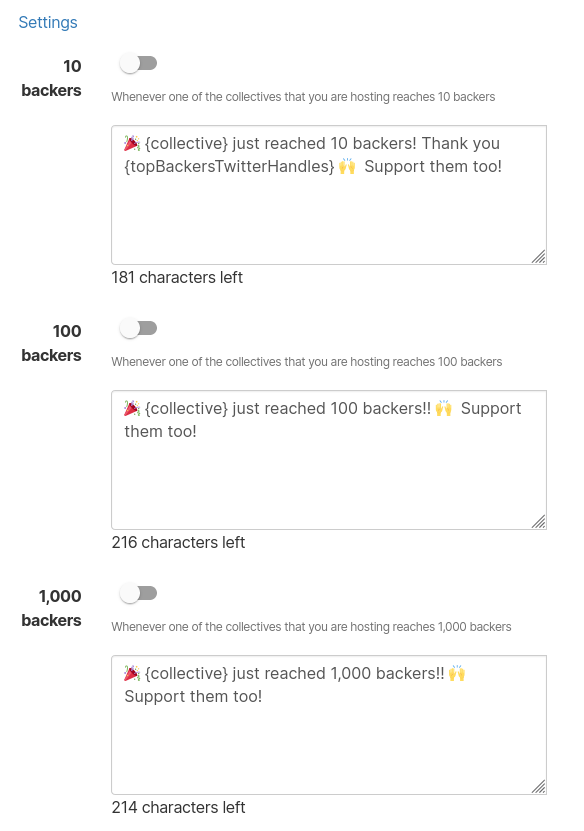 Settings
10
backers
Whenever one of the collectives that you are hosting reaches 10 backers
🎉 {collective} just reached 10 backers! Thank you
{topBackersTwitterHandles} 🙌 Support them too!
181 characters left
100
backers
Whenever one of the collectives that you are hosting reaches 100 backers
🎉 {collective} just reached 100 backers!! 🙌 Support
them too!
216 characters left
1,000
backers
Whenever one of the collectives that you are hosting reaches 1,000 backers
🎉 {collective} just reached 1,000 backers!! 🙌
Support them too!
214 characters left